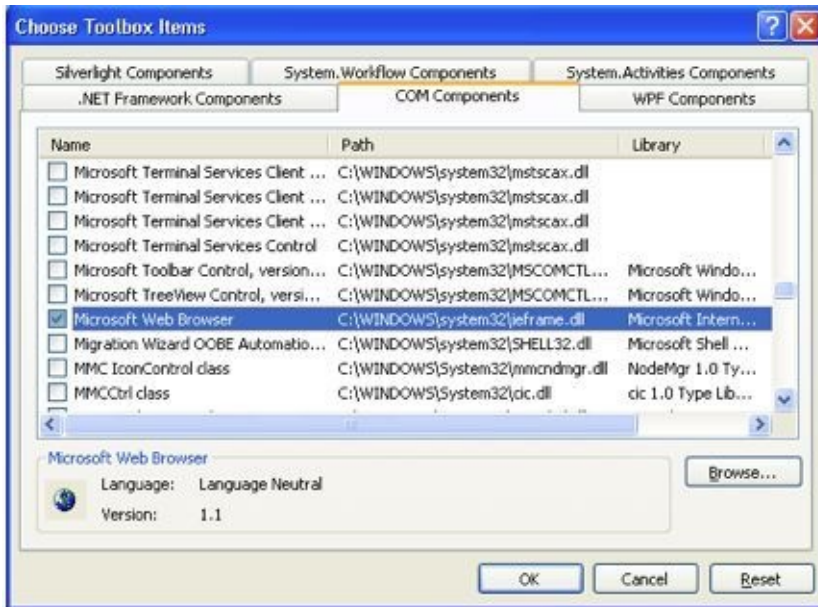 Choose Toolbox Items
Silverlight Components System.Workflow Components System.Activities Components
.NET Framework Components COM Components WPF Components
Name Path Library
Microsoft Terminal Services Client ... C:\WINDOWS\system32\mstscax.dll
Microsoft Terminal Services Client ... C:\WINDOWS\system32\mstscax.dll
Microsoft Terminal Services Client ... C:\WINDOWS\system32\mstscax.dll
Microsoft Terminal Services Control C:\WINDOWS\system32\mstscax.dll
Microsoft Toolbar Control, version... C:\WINDOWS\system32\MSCOMCTL... Microsoft Windo...
Microsoft TreeView Control, versi... C:\WINDOWS\system32\MSCOMCTL... Microsoft Windo...
Microsoft Web Browser C:\WINDOWS\system32\ieframe.dll Microsoft Intern...
Migration Wizard OOBE Automatio... C:\WINDOWS\system32\SHELL32.dll Microsoft Shell ...
MMC IconControl class C:\WINDOWS\System32\mmcndmgr.dll NodeMgr 1.0 Ty...
MMCCtrl class C:\WINDOWS\System32\cic.dll cic 1.0 Type Lib...
Microsoft Web Browser
Language: Language Neutral
Browse...
Version: 1.1
OK Cancel Reset